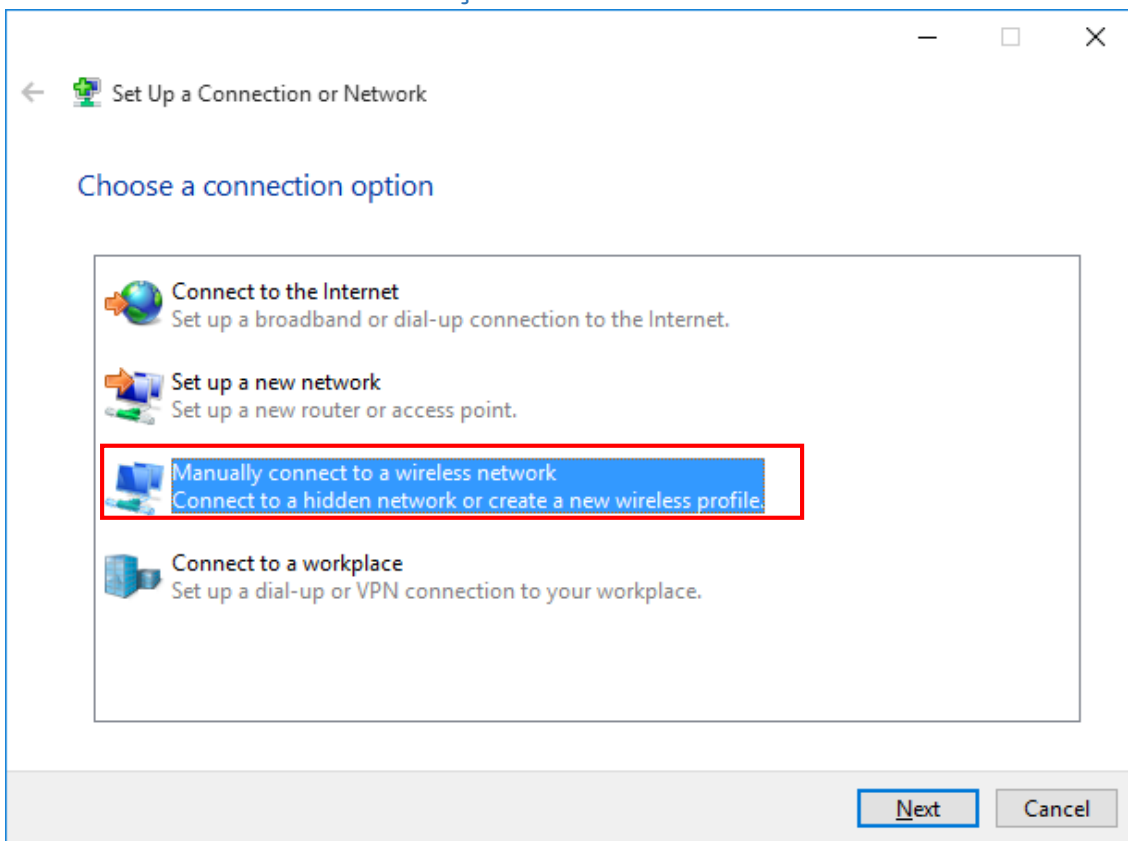 Set Up a Connection or Network
Choose a connection option
Connect to the Internet
Set up a broadband or dial-up connection to the Internet.
Set up a new network
Set up a new router or access point.
Manually connect to a wireless network
Connect to a hidden network or create a new wireless profile.
Connect to a workplace
Set up a dial-up or VPN connection to your workplace.
Next
Cancel